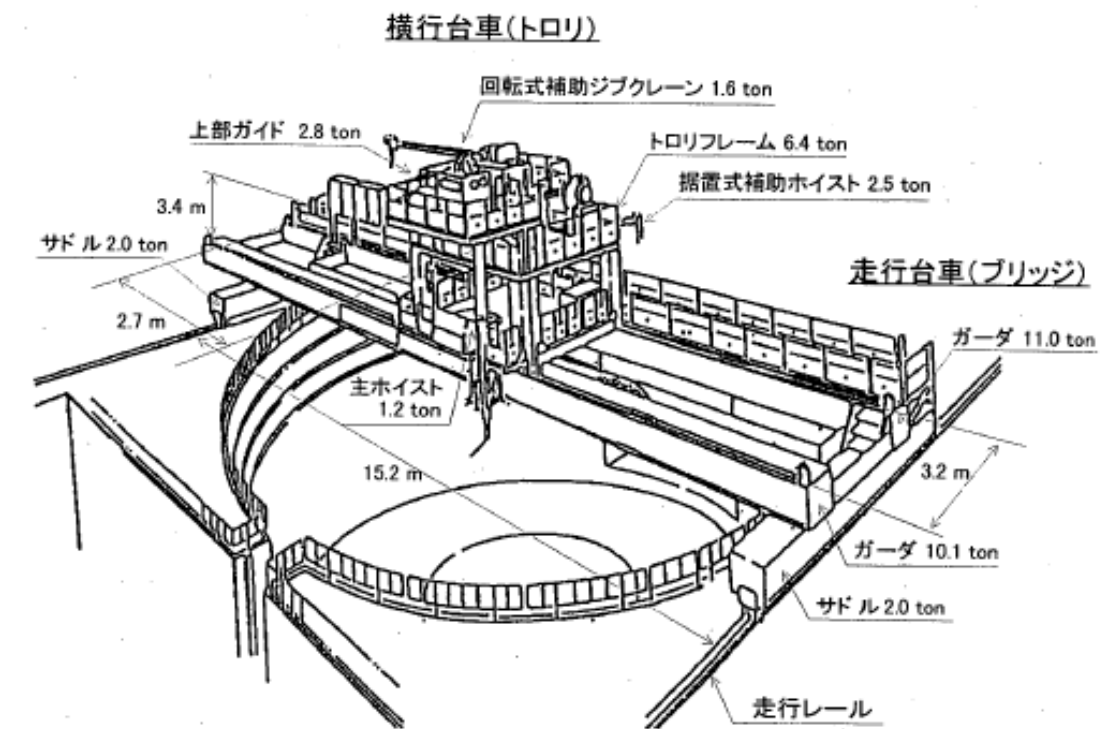 横行台車(トロリ)
回転式補助ジブクレーン 1.6 ton
上部ガイド 2.8 ton
トロリフレーム 6.4 ton
据置式補助ホイスト 2.5 ton
3.4 m
サドル 2.0 ton
走行台車(ブリッジ)
2.7 m
ガーダ 11.0 ton
主ホイスト
1.2 ton
15.2 m
3.2 m
ガーダ 10.1 ton
サドル 2.0 ton
走行レール